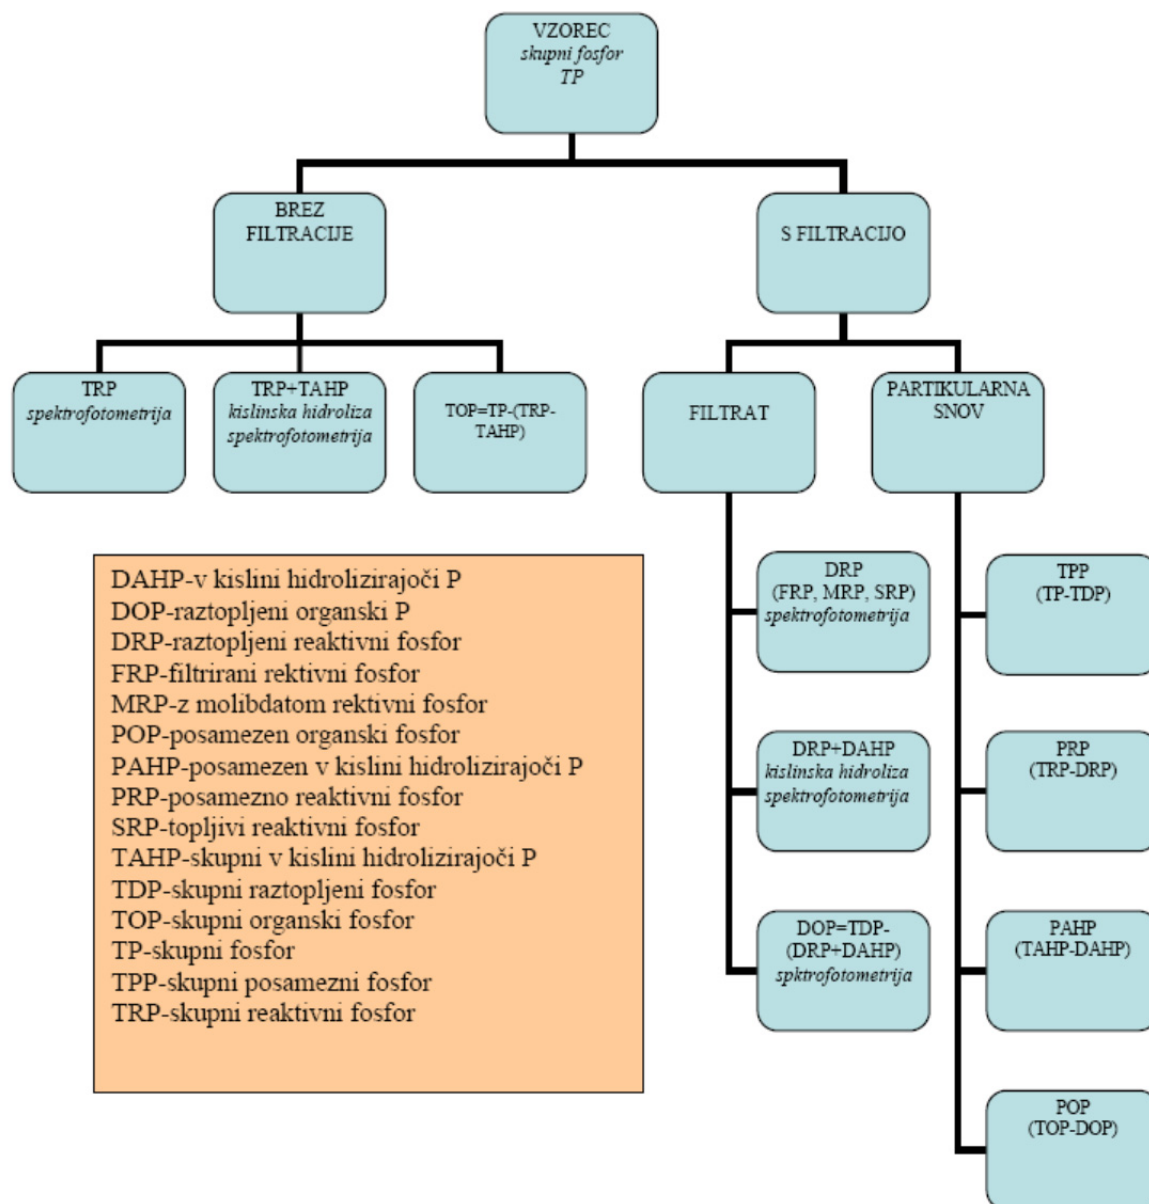 VZOREC
skupni fosfor
TP
BREZ
FILTRACIJE
S FILTRACIJO
TRP
spektrofotometrija
TRP+TAHP
kislinska hidroliza
spektrofotometrija
TOP=TP-(TRP-
TAHP)
FILTRAT
PARTIKULARNA
SNOV
DRP
(FRP, MRP, SRP)
spektrofotometrija
DRP+DAHP
kislinska hidroliza
spektrofotometrija
DOP=TDP-
(DRP+DAHP)
spktrofotometrija
TPP
(TP-TDP)
PRP
(TRP-DRP)
PAHP
(TAHP-DAHP)
POP
(TOP-DOP)
DAHP-v kislini hidrolizirajoči P
DOP-raztopljeni organski P
DRP-raztopljeni reaktivni fosfor
FRP-filtrirani rektivni fosfor
MRP-z molibdatom rektivni fosfor
POP-posamezen organski fosfor
PAHP-posamezen v kislini hidrolizirajoči P
PRP-posamezno reaktivni fosfor
SRP-topljivi reaktivni fosfor
TAHP-skupni v kislini hidrolizirajoči P
TDP-skupni raztopljeni fosfor
TOP-skupni organski fosfor
TP-skupni fosfor
TPP-skupni posamezni fosfor
TRP-skupni reaktivni fosfor